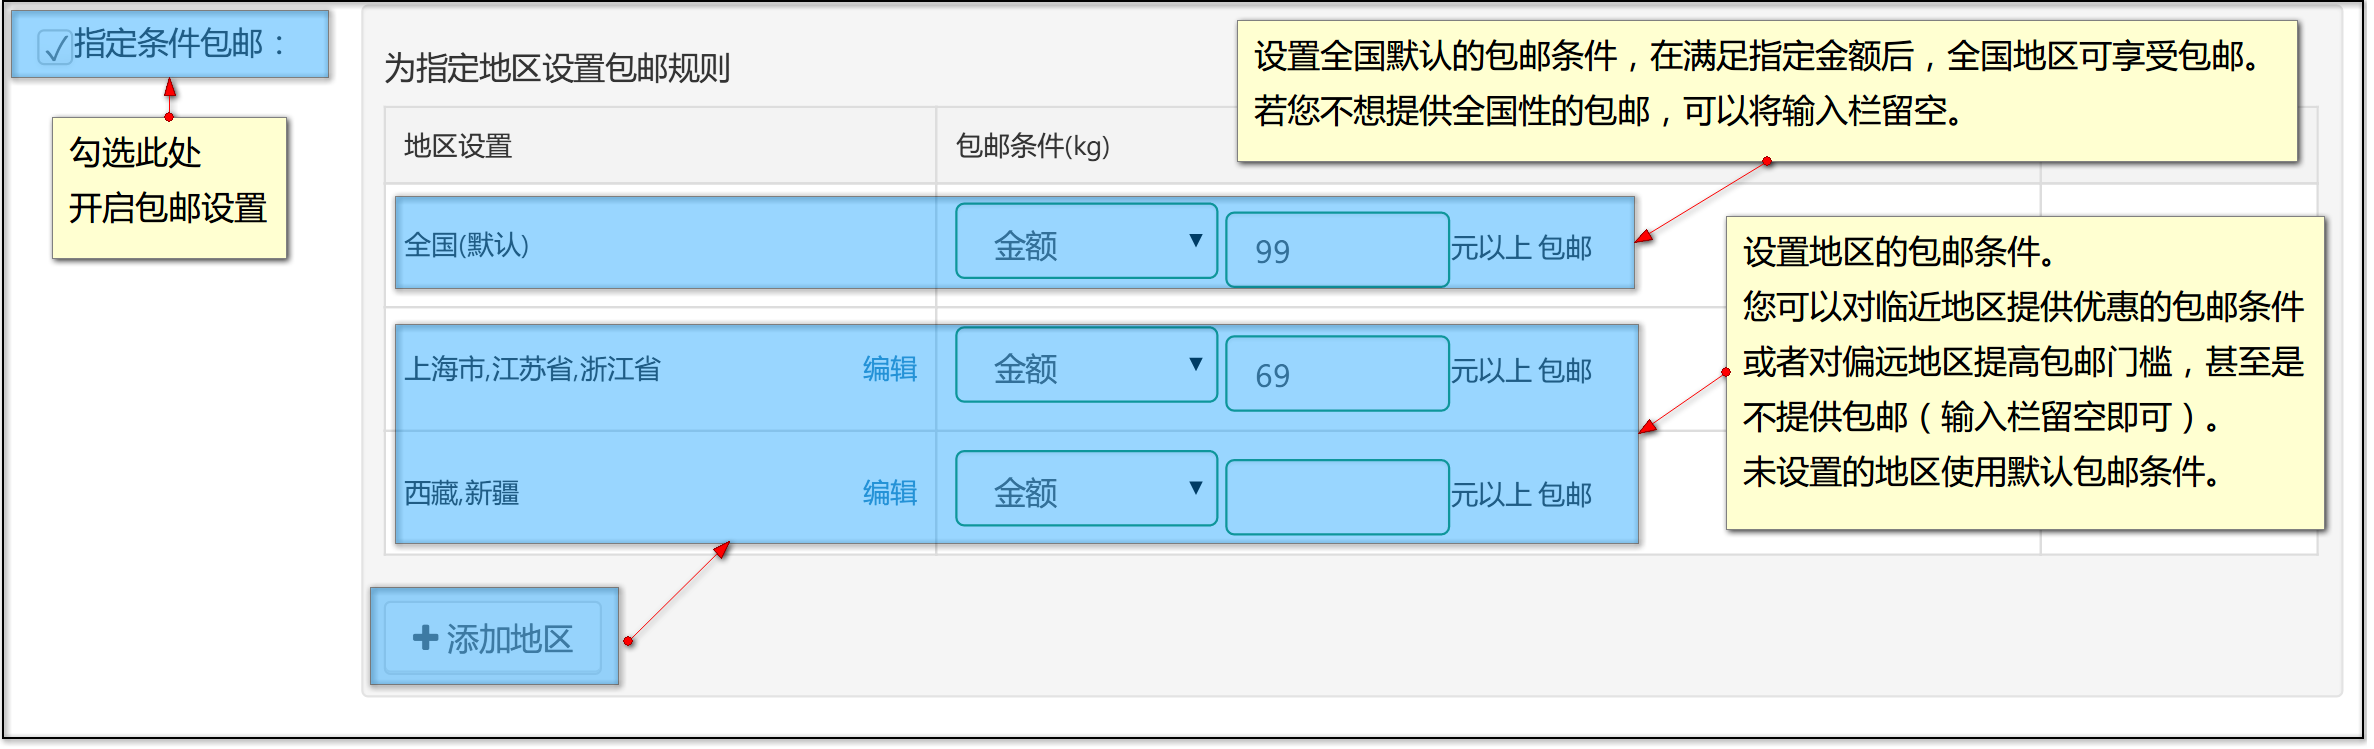 指定条件包邮：
勾选此处
开启包邮设置
为指定地区设置包邮规则
设置全国默认的包邮条件，在满足指定金额后，全国地区可享受包邮。
若您不想提供全国性的包邮，可以将输入栏留空。
地区设置 包邮条件(kg)
全国(默认) 金额 ▼ 99 元以上 包邮
上海市,江苏省,浙江省 编辑 金额 ▼ 69 元以上 包邮
西藏,新疆 编辑 金额 ▼ 元以上 包邮
设置地区的包邮条件。
您可以对临近地区提供优惠的包邮条件
或者对偏远地区提高包邮门槛，甚至是
不提供包邮（输入栏留空即可）。
未设置的地区使用默认包邮条件。
添加地区